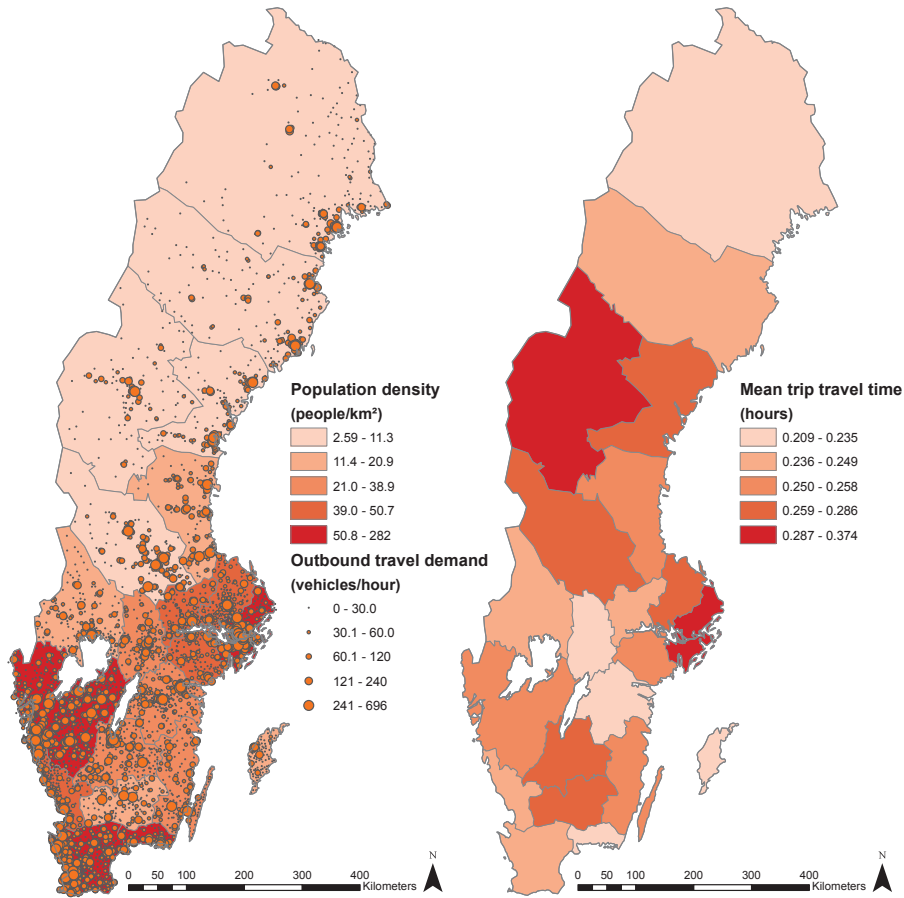 Population density
(people/km²)
2.59 - 11.3
11.4 - 20.9
21.0 - 38.9
39.0 - 50.7
50.8 - 282
Outbound travel demand
(vehicles/hour)
0 - 30.0
30.1 - 60.0
60.1 - 120
121 - 240
241 - 696
0 50 100 200 300 400
Kilometers
N
Mean trip travel time
(hours)
0.209 - 0.235
0.236 - 0.249
0.250 - 0.258
0.259 - 0.286
0.287 - 0.374
0 50 100 200 300 400
Kilometers
N